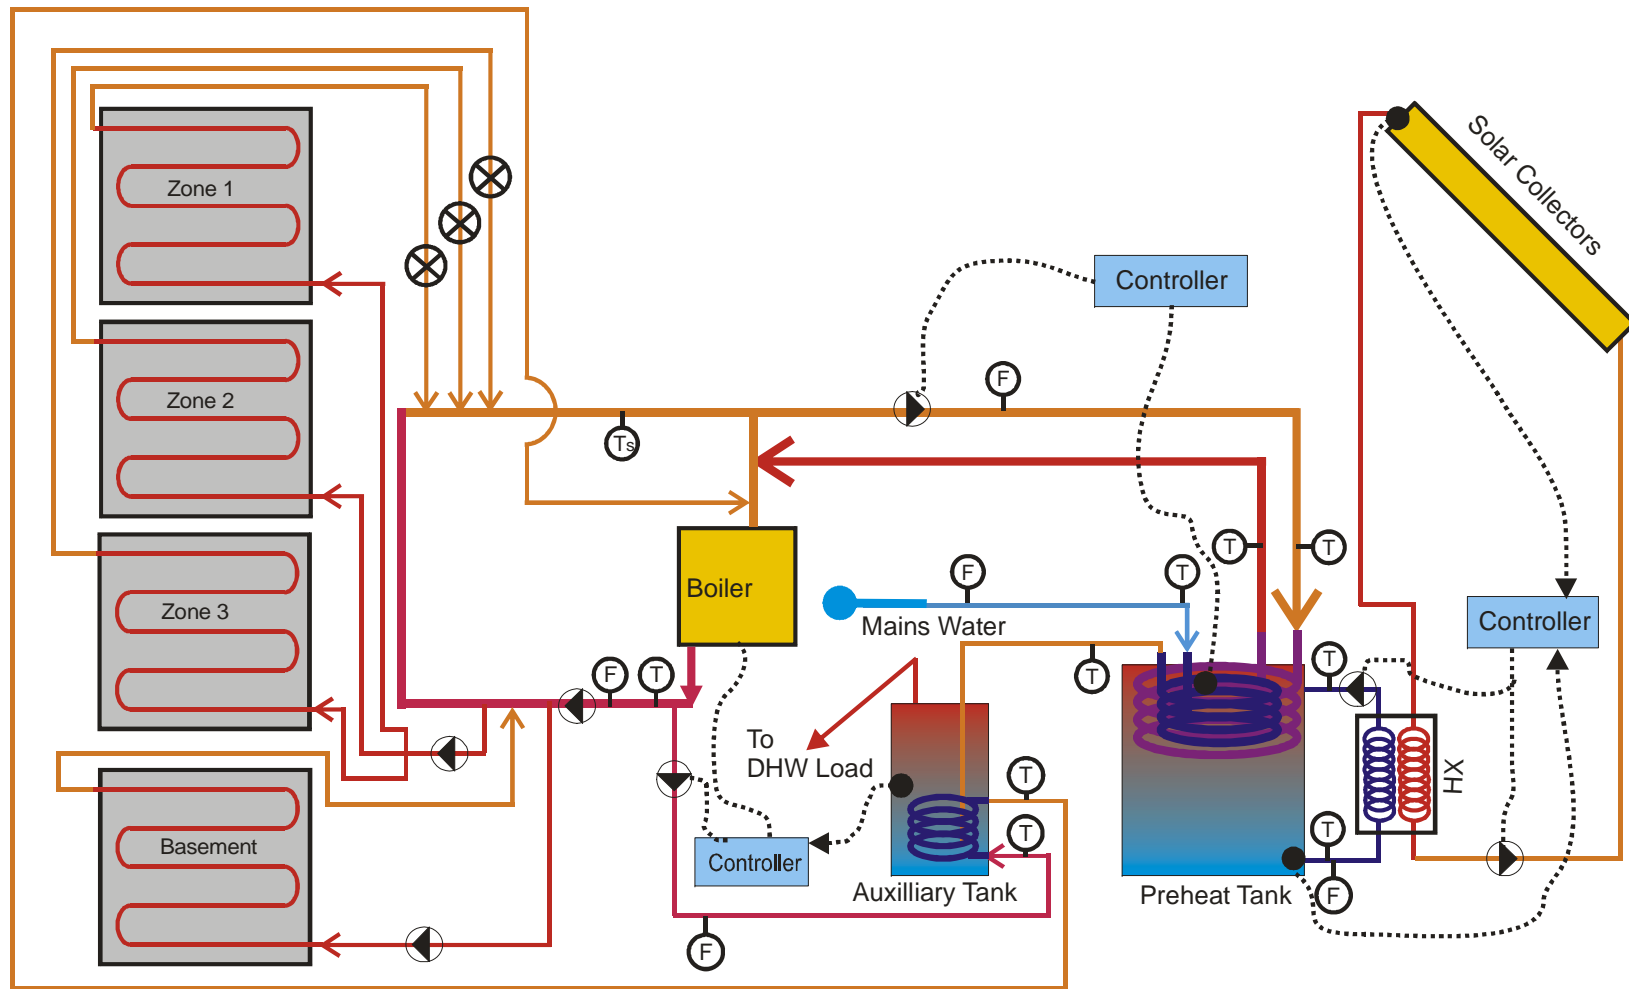 Solar Collectors
Zone 1
Controller
F
Zone 2
Ts
T
T
Boiler
F
T
Zone 3
Mains Water
Controller
F
T
T
T
To
DHW Load
HX
T
T
T
Basement
Controller
Auxilliary Tank
Preheat Tank
F
F